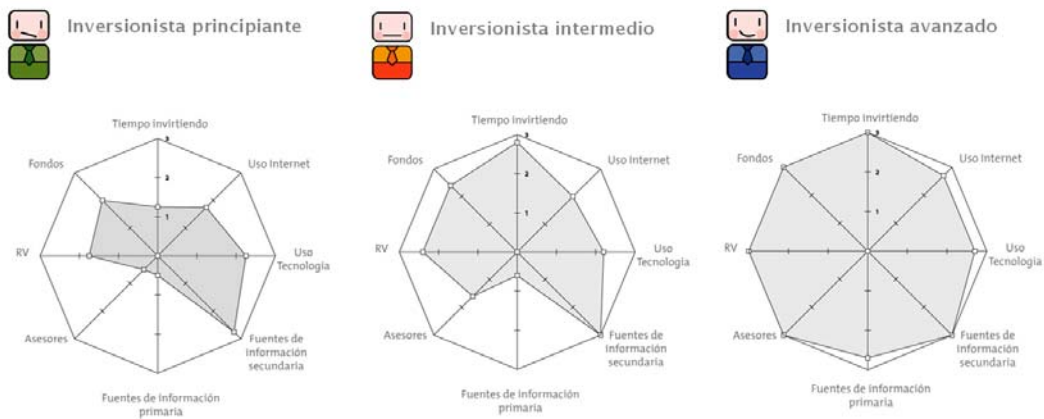 Inversionista principiante
Tiempo invirtiendo
3
Fondos
Uso Internet
2
1
RV
Uso
Tecnología
Asesores
Fuentes de
información
secundaria
Fuentes de información
primaria
Inversionista intermedio
Tiempo invirtiendo
3
Fondos
Uso Internet
2
1
RV
Uso
Tecnología
Asesores
Fuentes de
información
secundaria
Fuentes de información
primaria
Inversionista avanzado
Tiempo invirtiendo
3
Fondos
Uso Internet
2
1
RV
Uso
Tecnología
Asesores
Fuentes de
información
secundaria
Fuentes de información
primaria